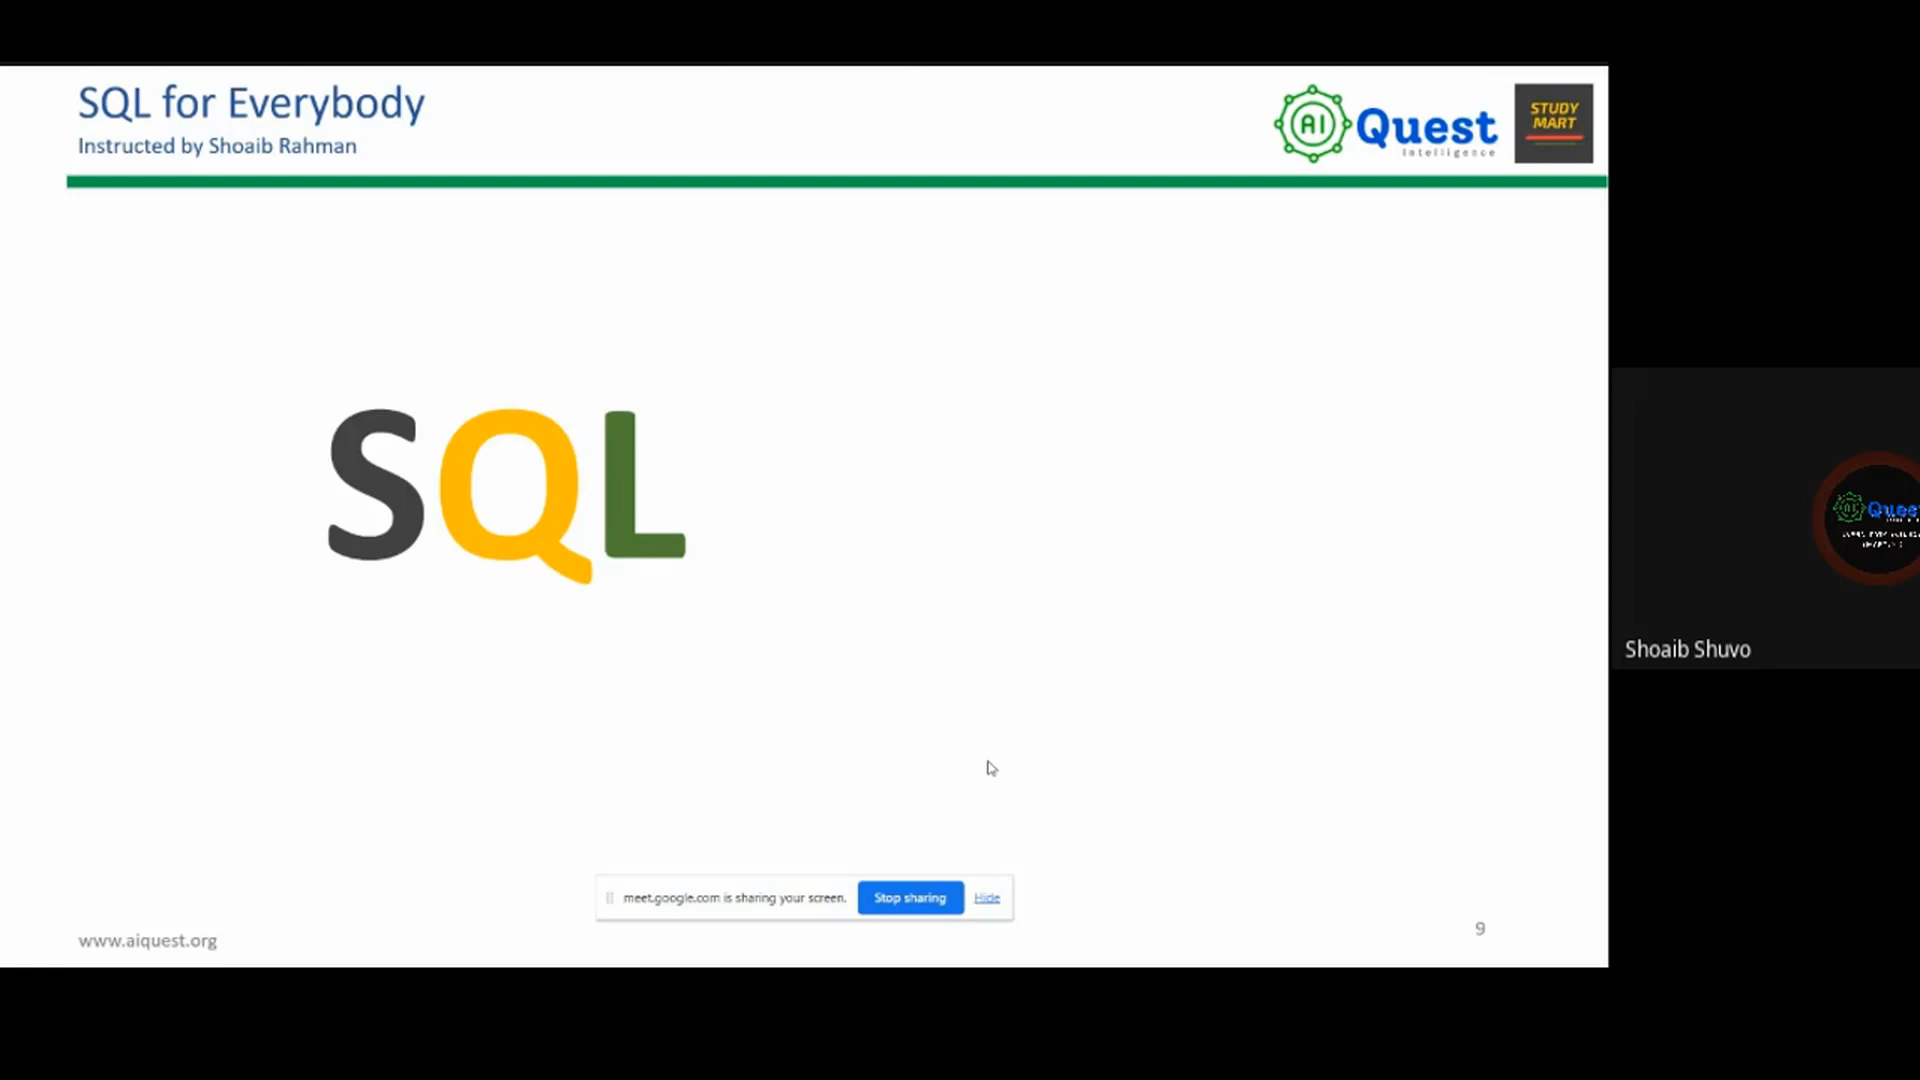 SQL for Everybody
Instructed by Shoaib Rahman
AI Quest
Intelligence
STUDY
MART
SQL
Shoaib Shuvo
meet.google.com is sharing your screen. Stop sharing Hide
www.aiquest.org
9